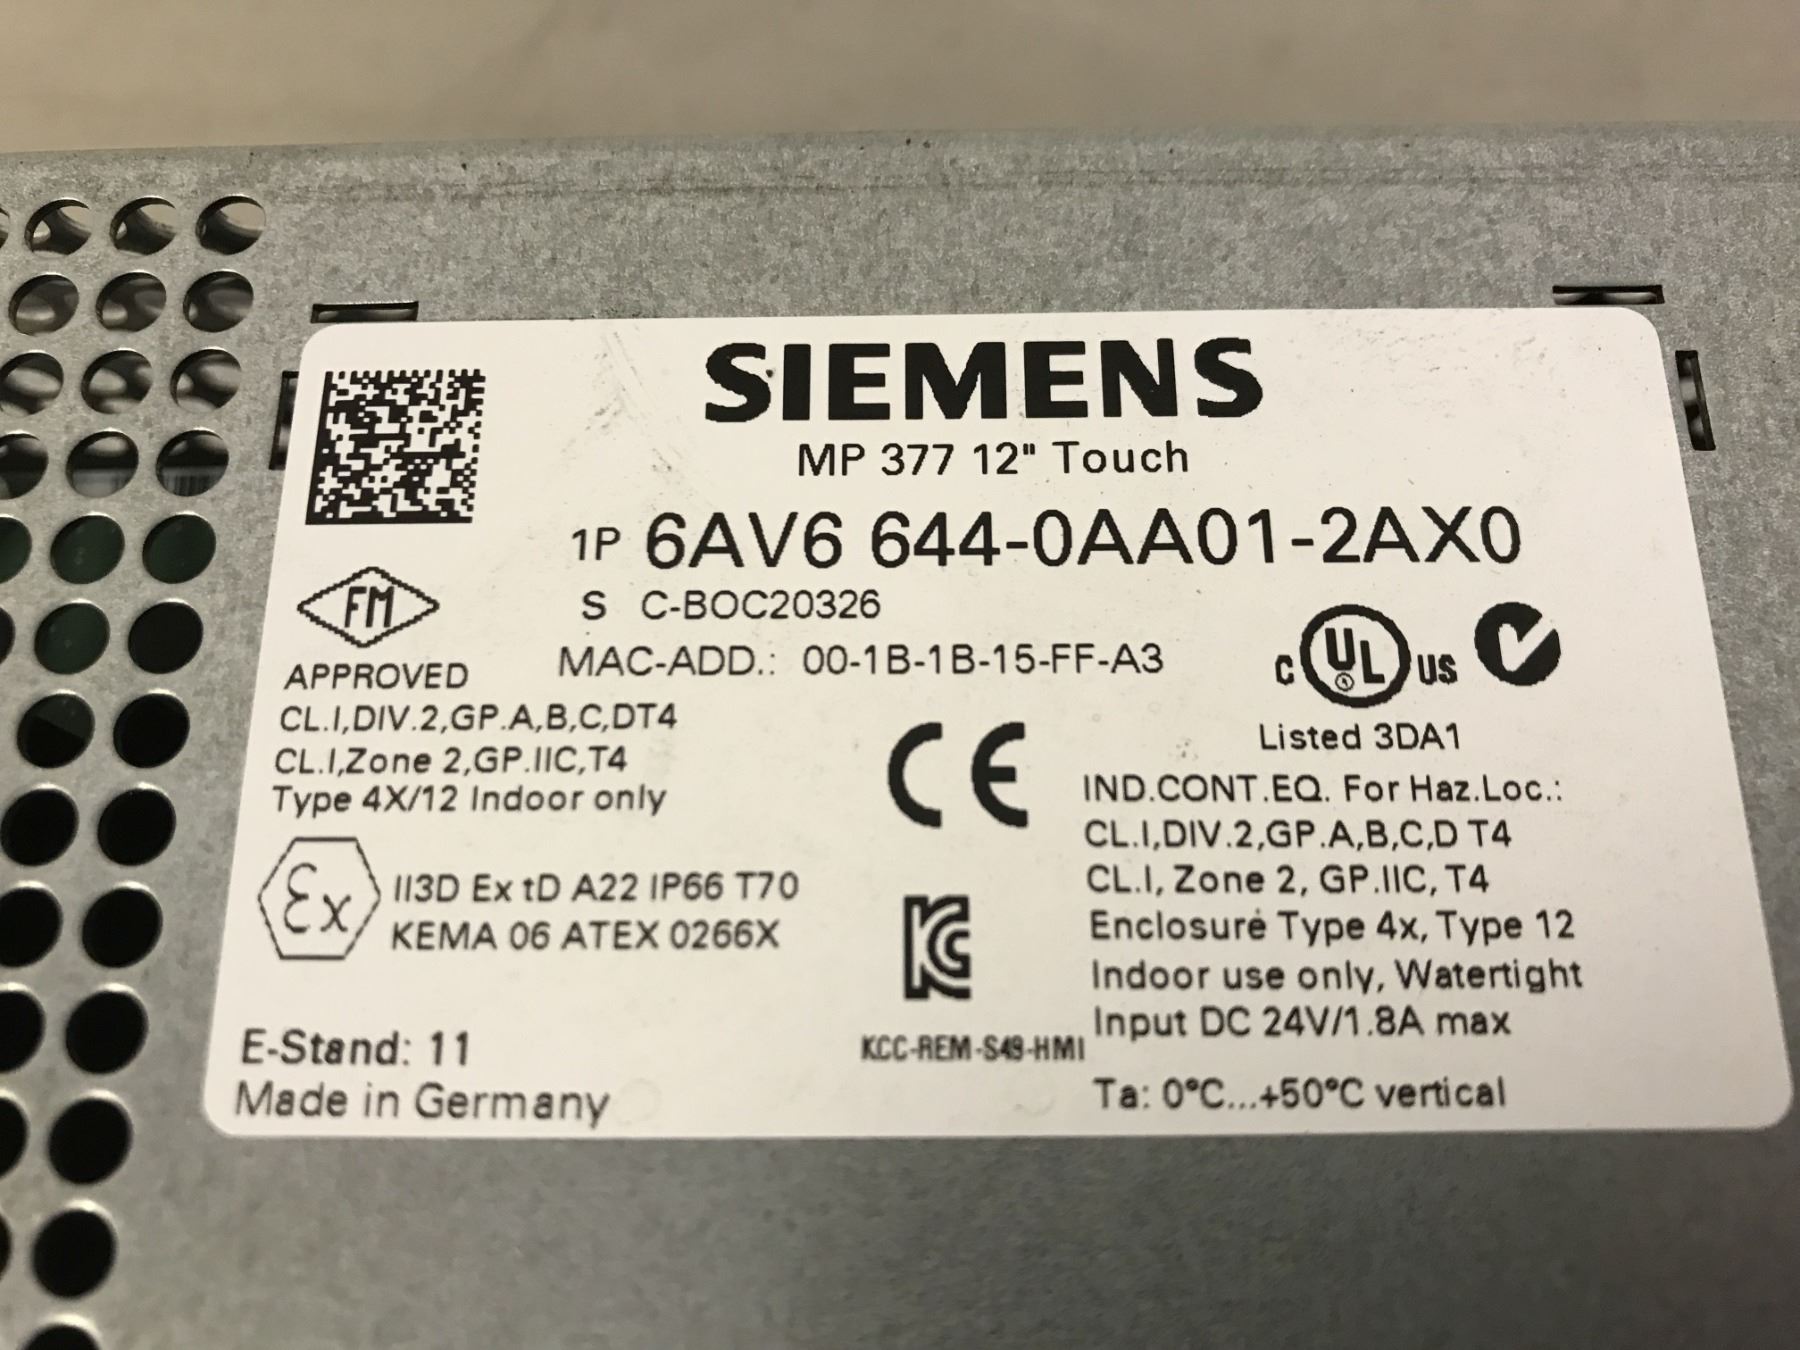 SIEMENS
MP 377 12" Touch
1P 6AV6 644-0AA01-2AX0
S C-BOC20326
MAC-ADD.: 00-1B-1B-15-FF-A3
FM
APPROVED
CL.I,DIV.2,GP.A,B,C,DT4
CL.I,Zone 2,GP.IIC,T4
Type 4X/12 Indoor only
Ex II3D Ex tD A22 IP66 T70
KEMA 06 ATEX 0266X
E-Stand: 11
Made in Germany
CE
KC
KCC-REM-S49-HMI
C UL US
Listed 3DA1
IND.CONT.EQ. For Haz.Loc.:
CL.I,DIV.2,GP.A,B,C,D T4
CL.I, Zone 2, GP.IIC, T4
Enclosure Type 4x, Type 12
Indoor use only, Watertight
Input DC 24V/1.8A max
Ta: 0°C...+50°C vertical